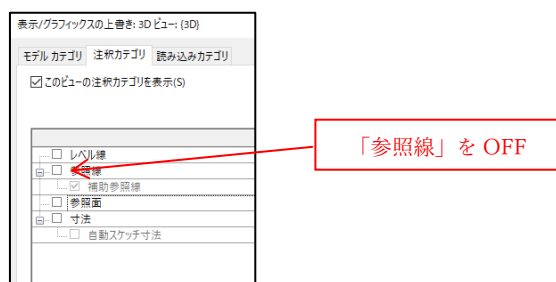 表示/グラフィックスの上書き: 3D ビュー: {3D}
モデル カテゴリ 注釈カテゴリ 読み込みカテゴリ
このビューの注釈カテゴリを表示(S)
レベル線
参照線
補助参照線
参照面
寸法
自動スケッチ寸法
「参照線」を OFF